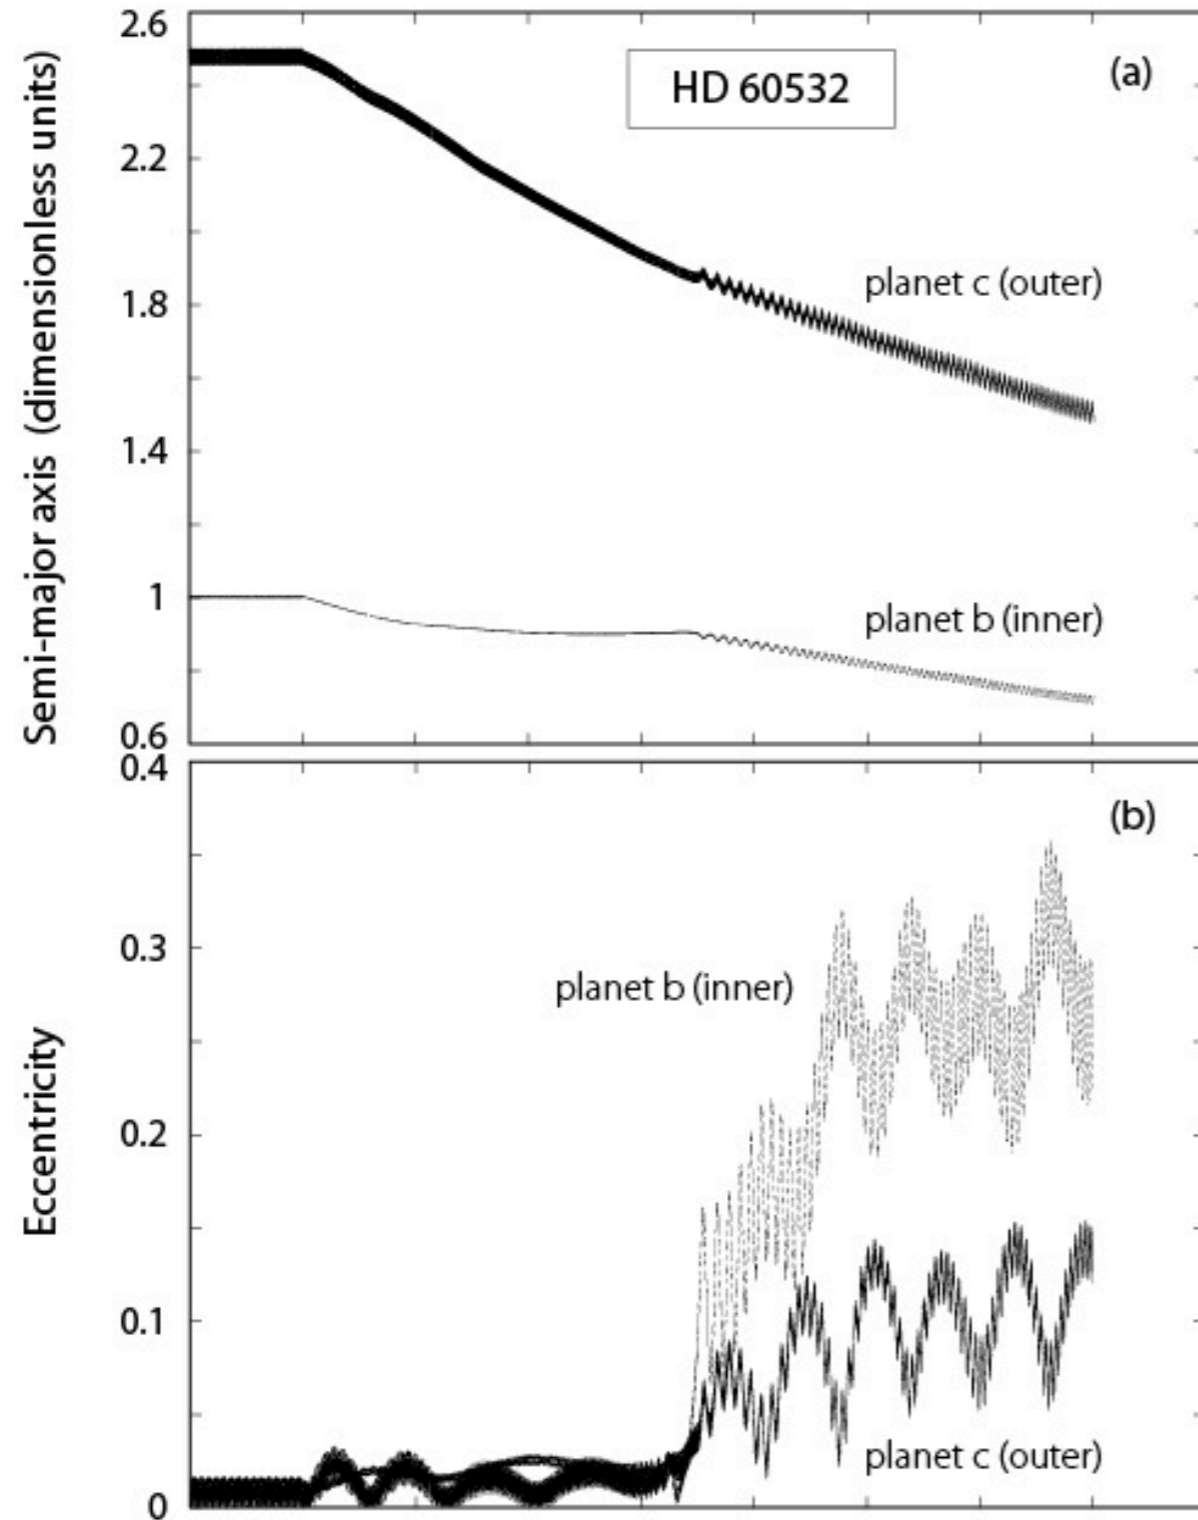 2.6
HD 60532
(a)
2.2
planet c (outer)
1.8
1.4
1
planet b (inner)
0.6
Semi-major axis (dimensionless units)
0.4
(b)
0.3
planet b (inner)
0.2
0.1
planet c (outer)
0
Eccentricity